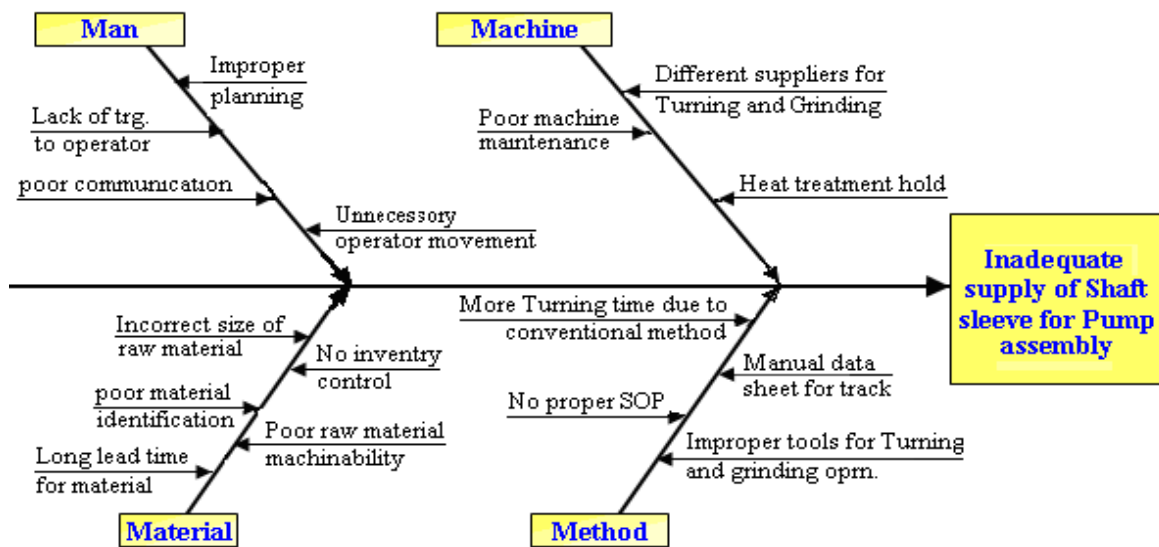 Man
Machine
Improper
planning
Lack of trg.
to operator
poor communication
Unnecessory
operator movement
Different suppliers for
Turning and Grinding
Poor machine
maintenance
Heat treatment hold
Inadequate
supply of Shaft
sleeve for Pump
assembly
Incorrect size of
raw material
No inventry
control
poor material
identification
Poor raw material
machinability
Long lead time
for material
More Turning time due to
conventional method
Manual data
sheet for track
No proper SOP
Improper tools for Turning
and grinding oprn.
Material
Method